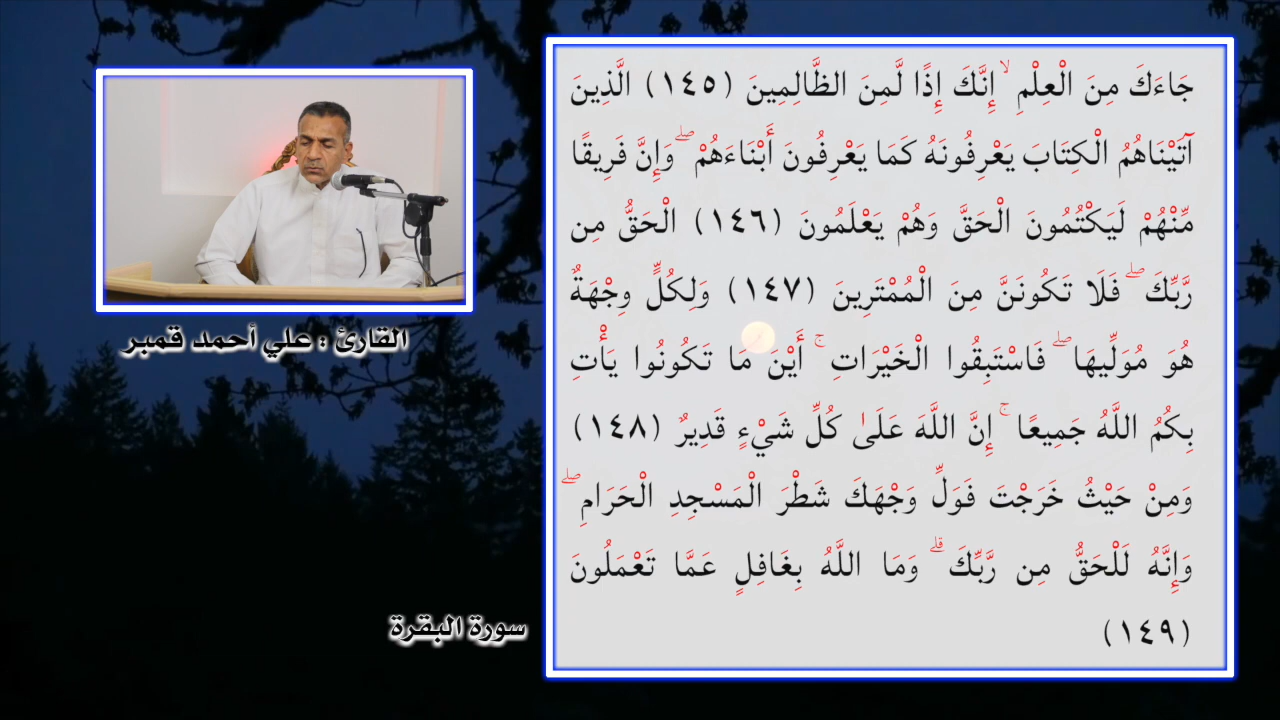 جَاءَكَ مِنَ الْعِلْمِ ۙ إِنَّكَ إِذًا لَّمِنَ الظَّالِمِينَ (١٤٥) الَّذِينَ
آتَيْنَاهُمُ الْكِتَابَ يَعْرِفُونَهُ كَمَا يَعْرِفُونَ أَبْنَاءَهُمْ ۖ وَإِنَّ فَرِيقًا
مِّنْهُمْ لَيَكْتُمُونَ الْحَقَّ وَهُمْ يَعْلَمُونَ (١٤٦) الْحَقُّ مِن
رَّبِّكَ ۖ فَلَا تَكُونَنَّ مِنَ الْمُمْتَرِينَ (١٤٧) وَلِكُلٍّ وِجْهَةٌ
هُوَ مُوَلِّيهَا ۖ فَاسْتَبِقُوا الْخَيْرَاتِ ۚ أَيْنَ مَا تَكُونُوا يَأْتِ
بِكُمُ اللَّهُ جَمِيعًا ۚ إِنَّ اللَّهَ عَلَىٰ كُلِّ شَيْءٍ قَدِيرٌ (١٤٨)
وَمِنْ حَيْثُ خَرَجْتَ فَوَلِّ وَجْهَكَ شَطْرَ الْمَسْجِدِ الْحَرَامِ ۖ
وَإِنَّهُ لَلْحَقُّ مِن رَّبِّكَ ۗ وَمَا اللَّهُ بِغَافِلٍ عَمَّا تَعْمَلُونَ
(١٤٩)
القارئ : علي أحمد قمبر
سورة البقرة